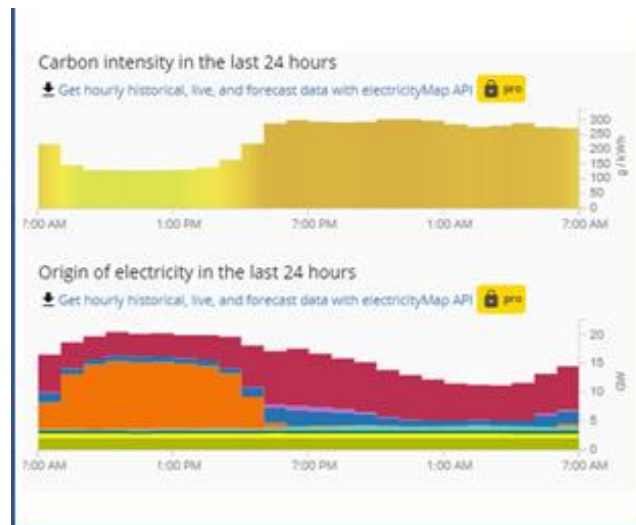 Carbon intensity in the last 24 hours
Get hourly historical, live, and forecast data with electricityMap API pro
300
250
200
150
100
50
0
g / kWh
7:00 AM 1:00 PM 7:00 PM 1:00 AM 7:00 AM
Origin of electricity in the last 24 hours
Get hourly historical, live, and forecast data with electricityMap API pro
20
15
10
5
0
GW
7:00 AM 1:00 PM 7:00 PM 1:00 AM 7:00 AM